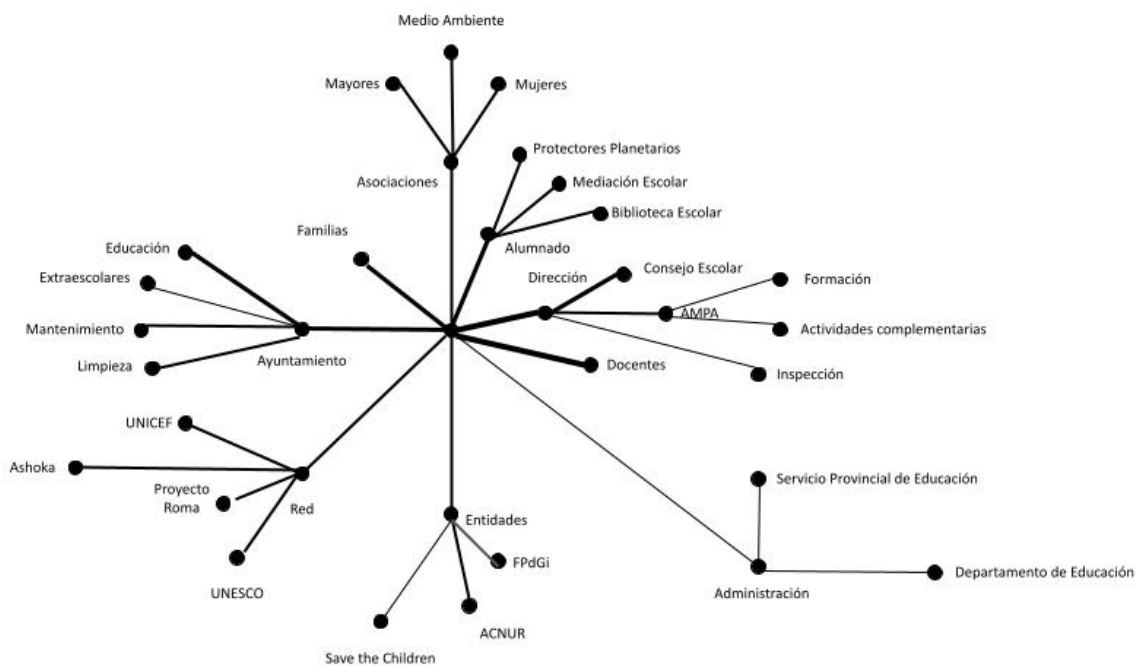 Medio Ambiente
Mayores
Mujeres
Protectores Planetarios
Asociaciones
Mediación Escolar
Biblioteca Escolar
Familias
Alumnado
Educación
Extraescolares
Dirección
Consejo Escolar
Formación
AMPA
Mantenimiento
Actividades complementarias
Limpieza
Ayuntamiento
Docentes
Inspección
UNICEF
Ashoka
Proyecto
Roma
Red
Servicio Provincial de Educación
Entidades
FPdGi
UNESCO
Administración
Departamento de Educación
ACNUR
Save the Children